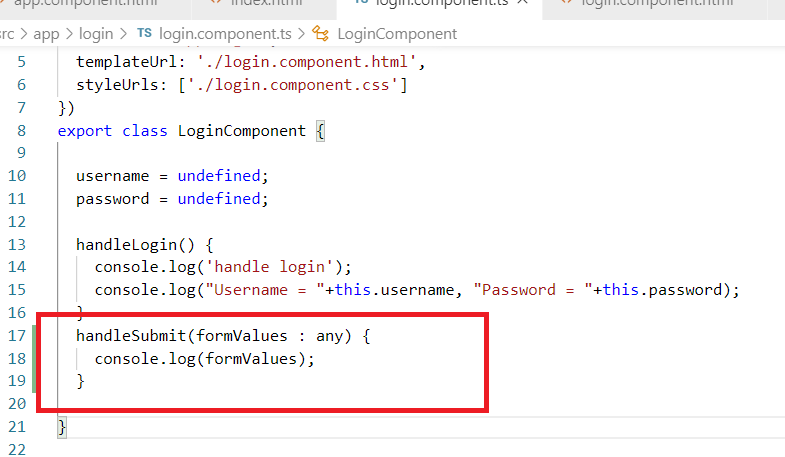 app.component.html index.html login.component.ts login.component.html
src > app > login > TS login.component.ts > LoginComponent
5 templateUrl: './login.component.html',
6 styleUrls: ['./login.component.css']
7 })
8 export class LoginComponent {
9
10 username = undefined;
11 password = undefined;
12
13 handleLogin() {
14 console.log('handle login');
15 console.log("Username = "+this.username, "Password = "+this.password);
16 }
17 handleSubmit(formValues : any) {
18 console.log(formValues);
19 }
20
21 }
22